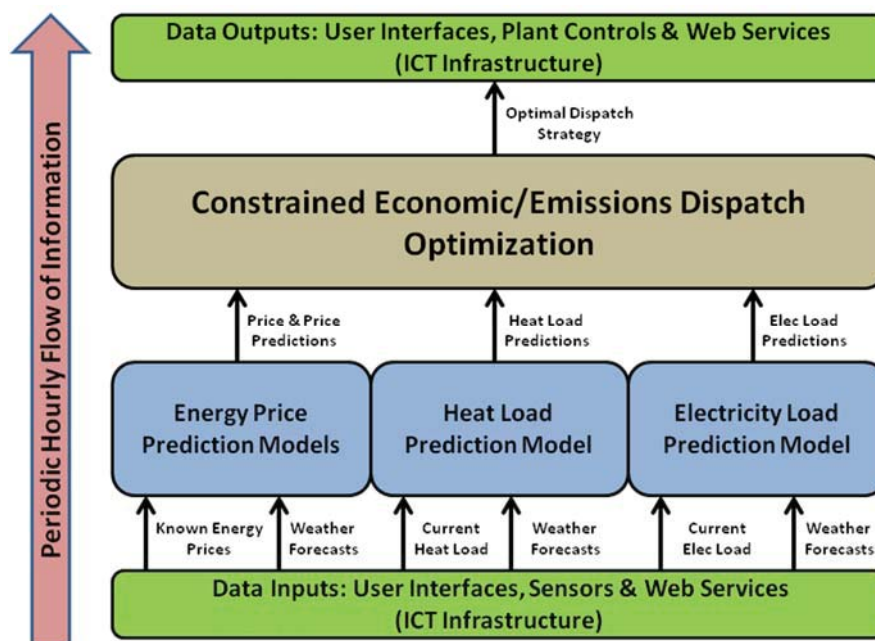 Data Outputs: User Interfaces, Plant Controls & Web Services
(ICT Infrastructure)
Optimal Dispatch
Strategy
Constrained Economic/Emissions Dispatch
Optimization
Price & Price
Predictions
Heat Load
Predictions
Elec Load
Predictions
Energy Price
Prediction Models
Heat Load
Prediction Model
Electricity Load
Prediction Model
Known Energy
Prices
Weather
Forecasts
Current
Heat Load
Weather
Forecasts
Current
Elec Load
Weather
Forecasts
Data Inputs: User Interfaces, Sensors & Web Services
(ICT Infrastructure)
Periodic Hourly Flow of Information